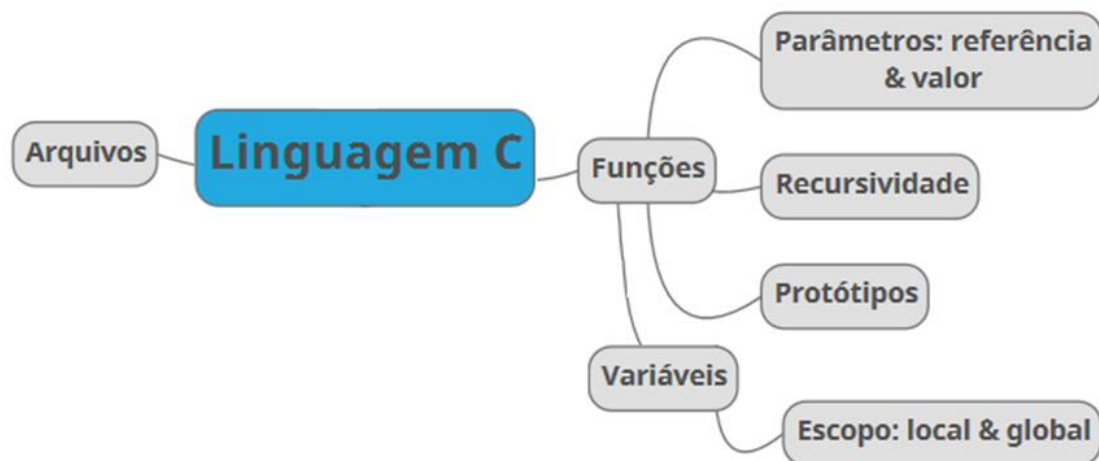 Parâmetros: referência
& valor
Arquivos
Linguagem C
Funções
Recursividade
Protótipos
Variáveis
Escopo: local & global